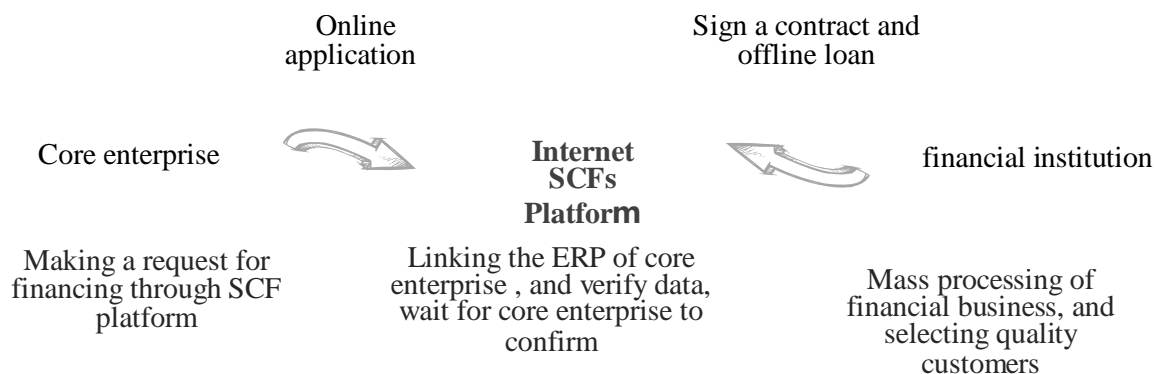 Online
application
Sign a contract and
offline loan
Core enterprise
Internet
SCFs
Platform
financial institution
Making a request for
financing through SCF
platform
Linking the ERP of core
enterprise , and verify data,
wait for core enterprise to
confirm
Mass processing of
financial business, and
selecting quality
customers